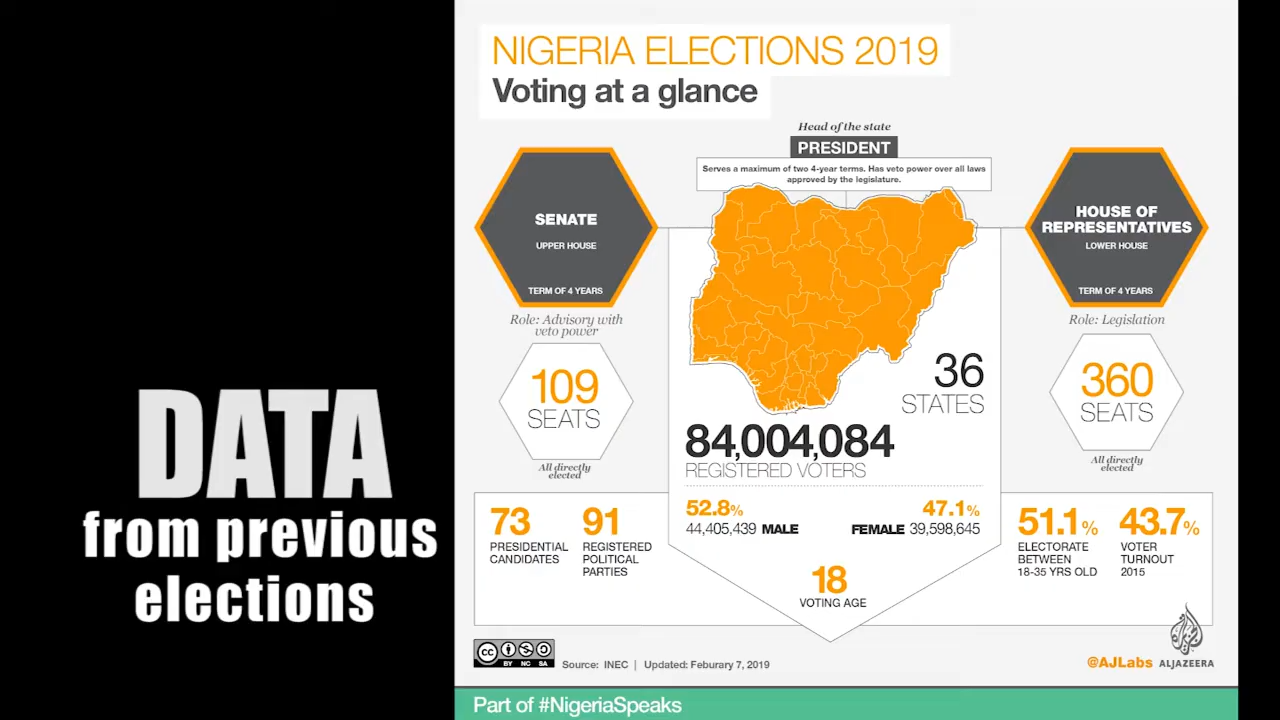 DATA
from previous
elections
NIGERIA ELECTIONS 2019
Voting at a glance
Head of the state
PRESIDENT
Serves a maximum of two 4-year terms. Has veto power over all laws
approved by the legislature.
SENATE
UPPER HOUSE
TERM OF 4 YEARS
Role: Advisory with
veto power
109
SEATS
All directly
elected
HOUSE OF
REPRESENTATIVES
LOWER HOUSE
TERM OF 4 YEARS
Role: Legislation
360
SEATS
All directly
elected
36
STATES
84,004,084
REGISTERED VOTERS
52.8%
44,405,439 MALE
47.1%
FEMALE 39,598,645
18
VOTING AGE
73
PRESIDENTIAL
CANDIDATES
91
REGISTERED
POLITICAL
PARTIES
51.1%
ELECTORATE
BETWEEN
18-35 YRS OLD
43.7%
VOTER
TURNOUT
2015
cc
BY NC SA
Source: INEC | Updated: Feburary 7, 2019
@AJLabs ALJAZEERA
Part of #NigeriaSpeaks